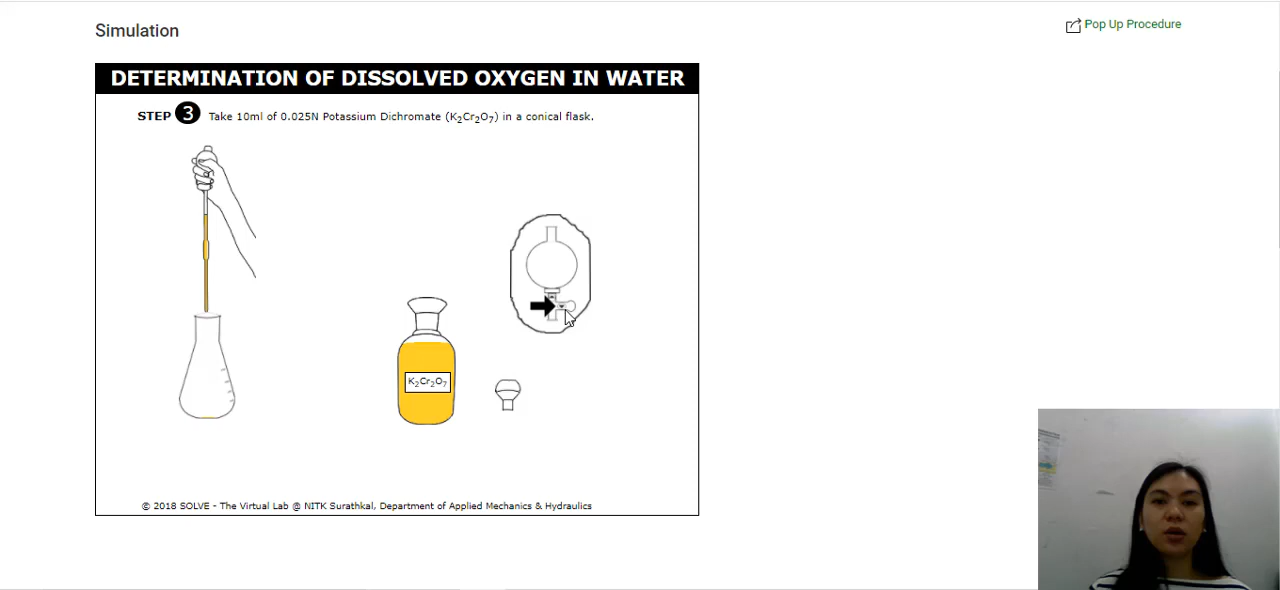 Simulation
Pop Up Procedure
DETERMINATION OF DISSOLVED OXYGEN IN WATER
STEP 3 Take 10ml of 0.025N Potassium Dichromate (K₂Cr₂O₇) in a conical flask.
K₂Cr₂O₇
© 2018 SOLVE - The Virtual Lab @ NITK Surathkal, Department of Applied Mechanics & Hydraulics